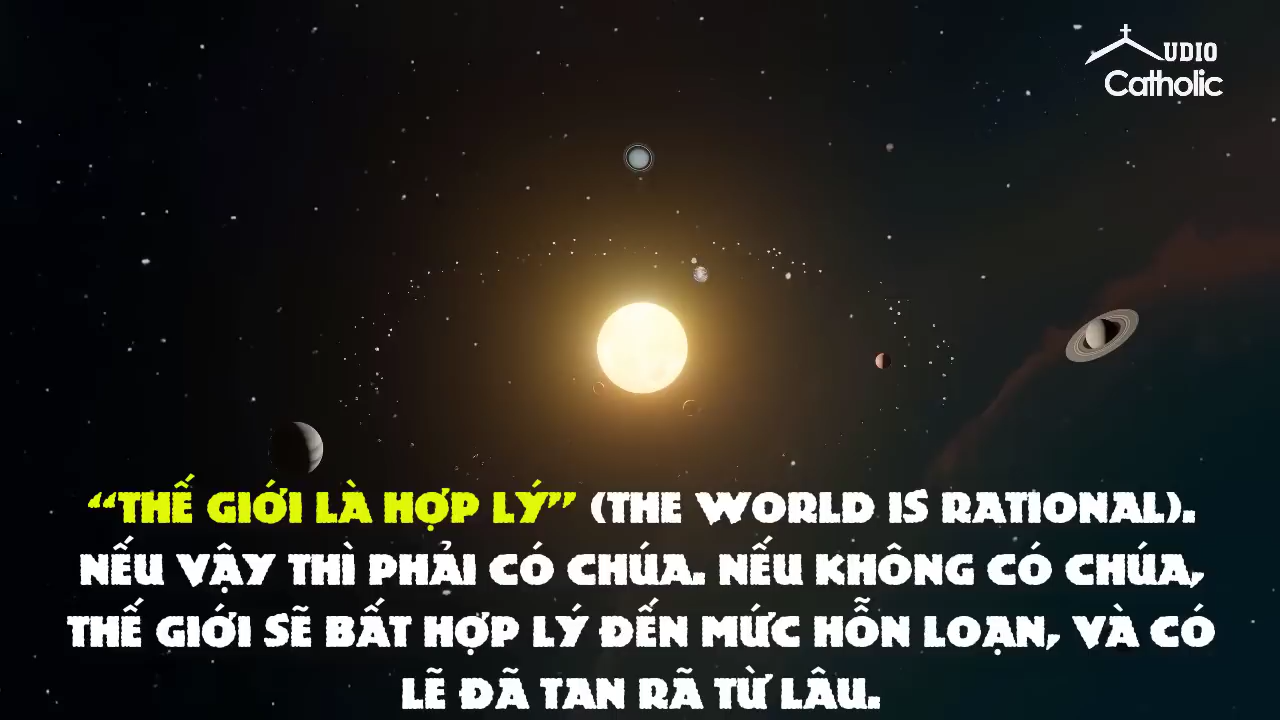 UDIO
Catholic
“THẾ GIỚI LÀ HỢP LÝ” (THE WORLD IS RATIONAL).
NẾU VẬY THÌ PHẢI CÓ CHÚA. NẾU KHÔNG CÓ CHÚA,
THẾ GIỚI SẼ BẤT HỢP LÝ ĐẾN MỨC HỖN LOẠN, VÀ CÓ
LẼ ĐÃ TAN RÃ TỪ LÂU.